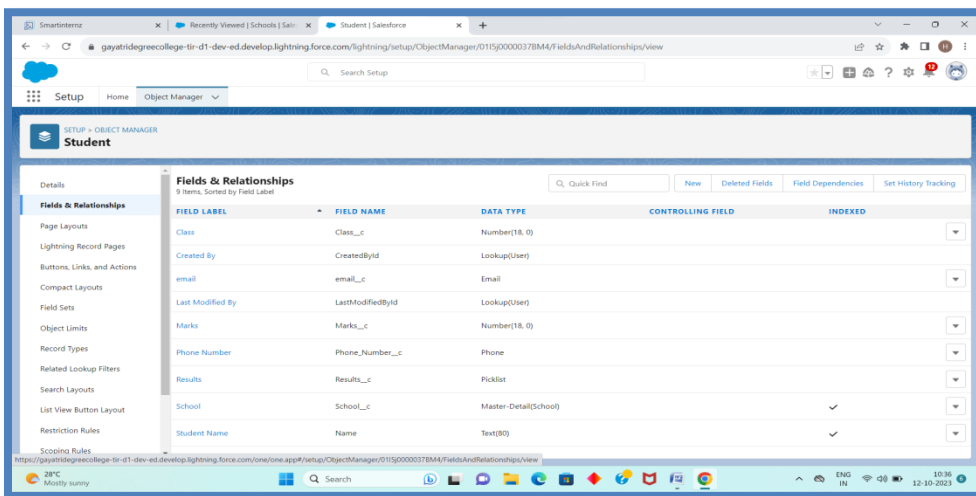 Smartinternz
Recently Viewed | Schools | Sale
Student | Salesforce
gayatridegreecollege-tir-d1-dev-ed.develop.lightning.force.com/lightning/setup/ObjectManager/01I5j0000037BM4/FieldsAndRelationships/view
H
Search Setup
12
Setup
Home
Object Manager
SETUP > OBJECT MANAGER
Student
Details
Fields & Relationships
Page Layouts
Lightning Record Pages
Buttons, Links, and Actions
Compact Layouts
Field Sets
Object Limits
Record Types
Related Lookup Filters
Search Layouts
List View Button Layout
Restriction Rules
Scoping Rules
Fields & Relationships
9 Items, Sorted by Field Label
Quick Find
New
Deleted Fields
Field Dependencies
Set History Tracking
FIELD LABEL FIELD NAME DATA TYPE CONTROLLING FIELD INDEXED
Class Class__c Number(18, 0)
Created By CreatedById Lookup(User)
email email__c Email
Last Modified By LastModifiedById Lookup(User)
Marks Marks__c Number(18, 0)
Phone Number Phone_Number__c Phone
Results Results__c Picklist
School School__c Master-Detail(School)
Student Name Name Text(80)
https://gayatridegreecollege-tir-d1-dev-ed.develop.lightning.force.com/one/one.app#/setup/ObjectManager/01I5j0000037BM4/FieldsAndRelationships/view
28°C
Mostly sunny
Search
ENG
IN
10:36
12-10-2023